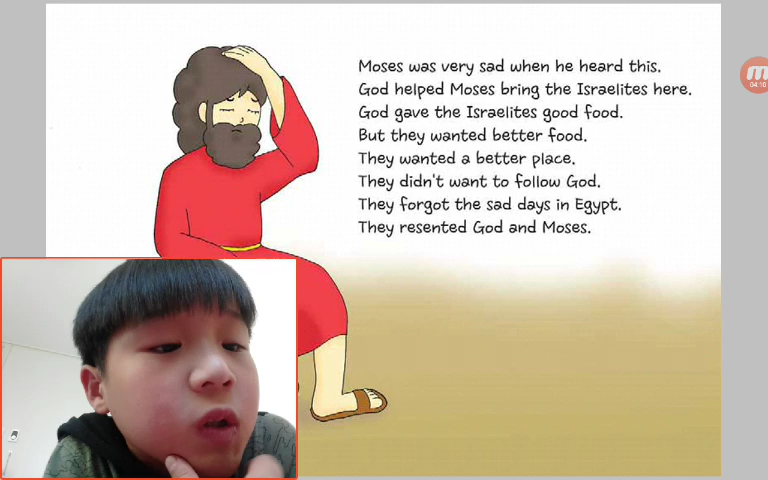 Moses was very sad when he heard this.
God helped Moses bring the Israelites here.
God gave the Israelites good food.
But they wanted better food.
They wanted a better place.
They didn't want to follow God.
They forgot the sad days in Egypt.
They resented God and Moses.
04:10